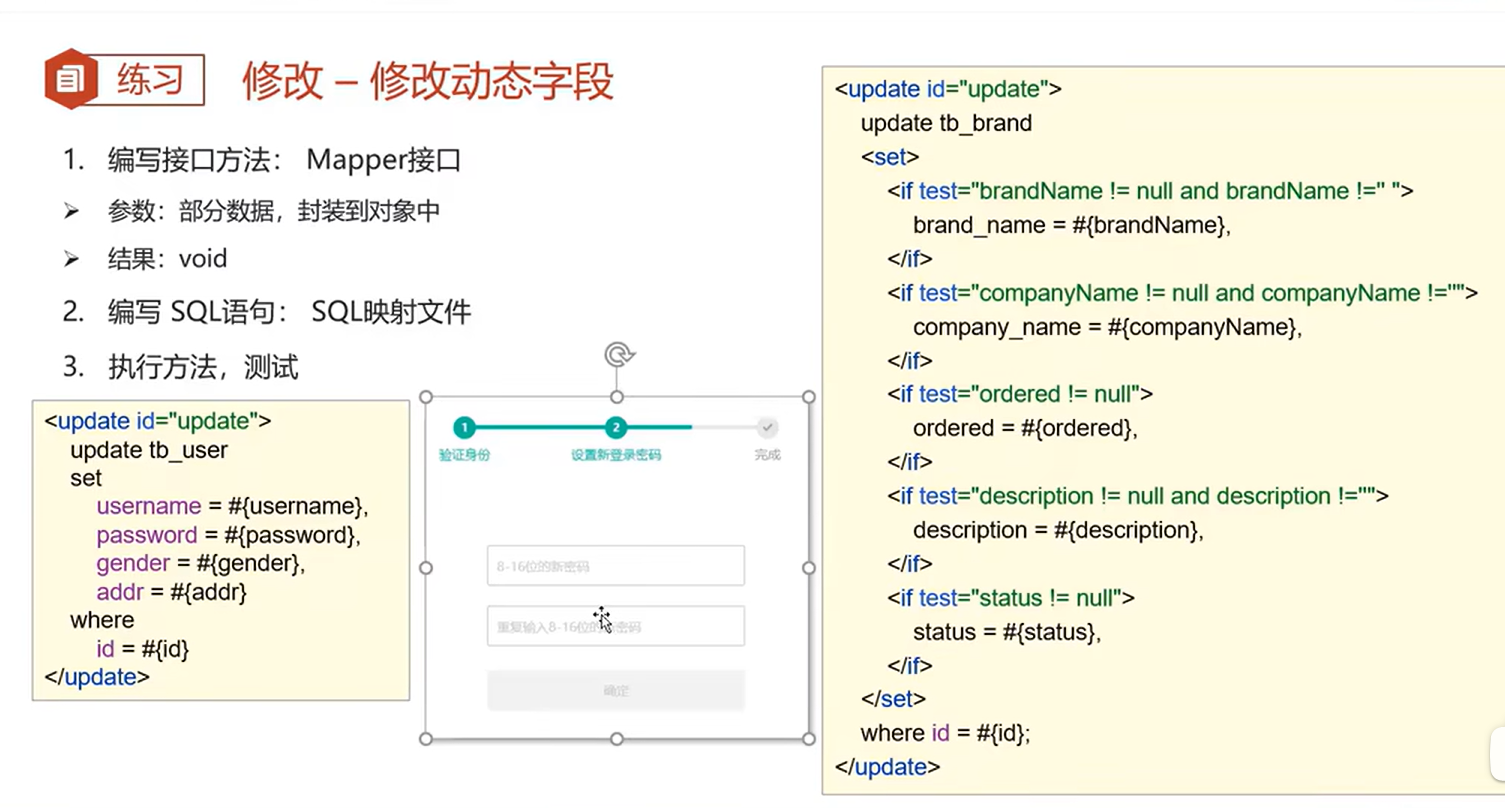 练习
修改 – 修改动态字段
1. 编写接口方法： Mapper接口
➢ 参数：部分数据，封装到对象中
➢ 结果：void
2. 编写 SQL语句： SQL映射文件
3. 执行方法，测试
<update id="update">
update tb_user
set
username = #{username},
password = #{password},
gender = #{gender},
addr = #{addr}
where
id = #{id}
</update>
1
2
验证身份
设置新登录密码
完成
8-16位的新密码
重复输入8-16位的密码
确定
<update id="update">
update tb_brand
<set>
<if test="brandName != null and brandName !=" ">
brand_name = #{brandName},
</if>
<if test="companyName != null and companyName !="">
company_name = #{companyName},
</if>
<if test="ordered != null">
ordered = #{ordered},
</if>
<if test="description != null and description !="">
description = #{description},
</if>
<if test="status != null">
status = #{status},
</if>
</set>
where id = #{id};
</update>